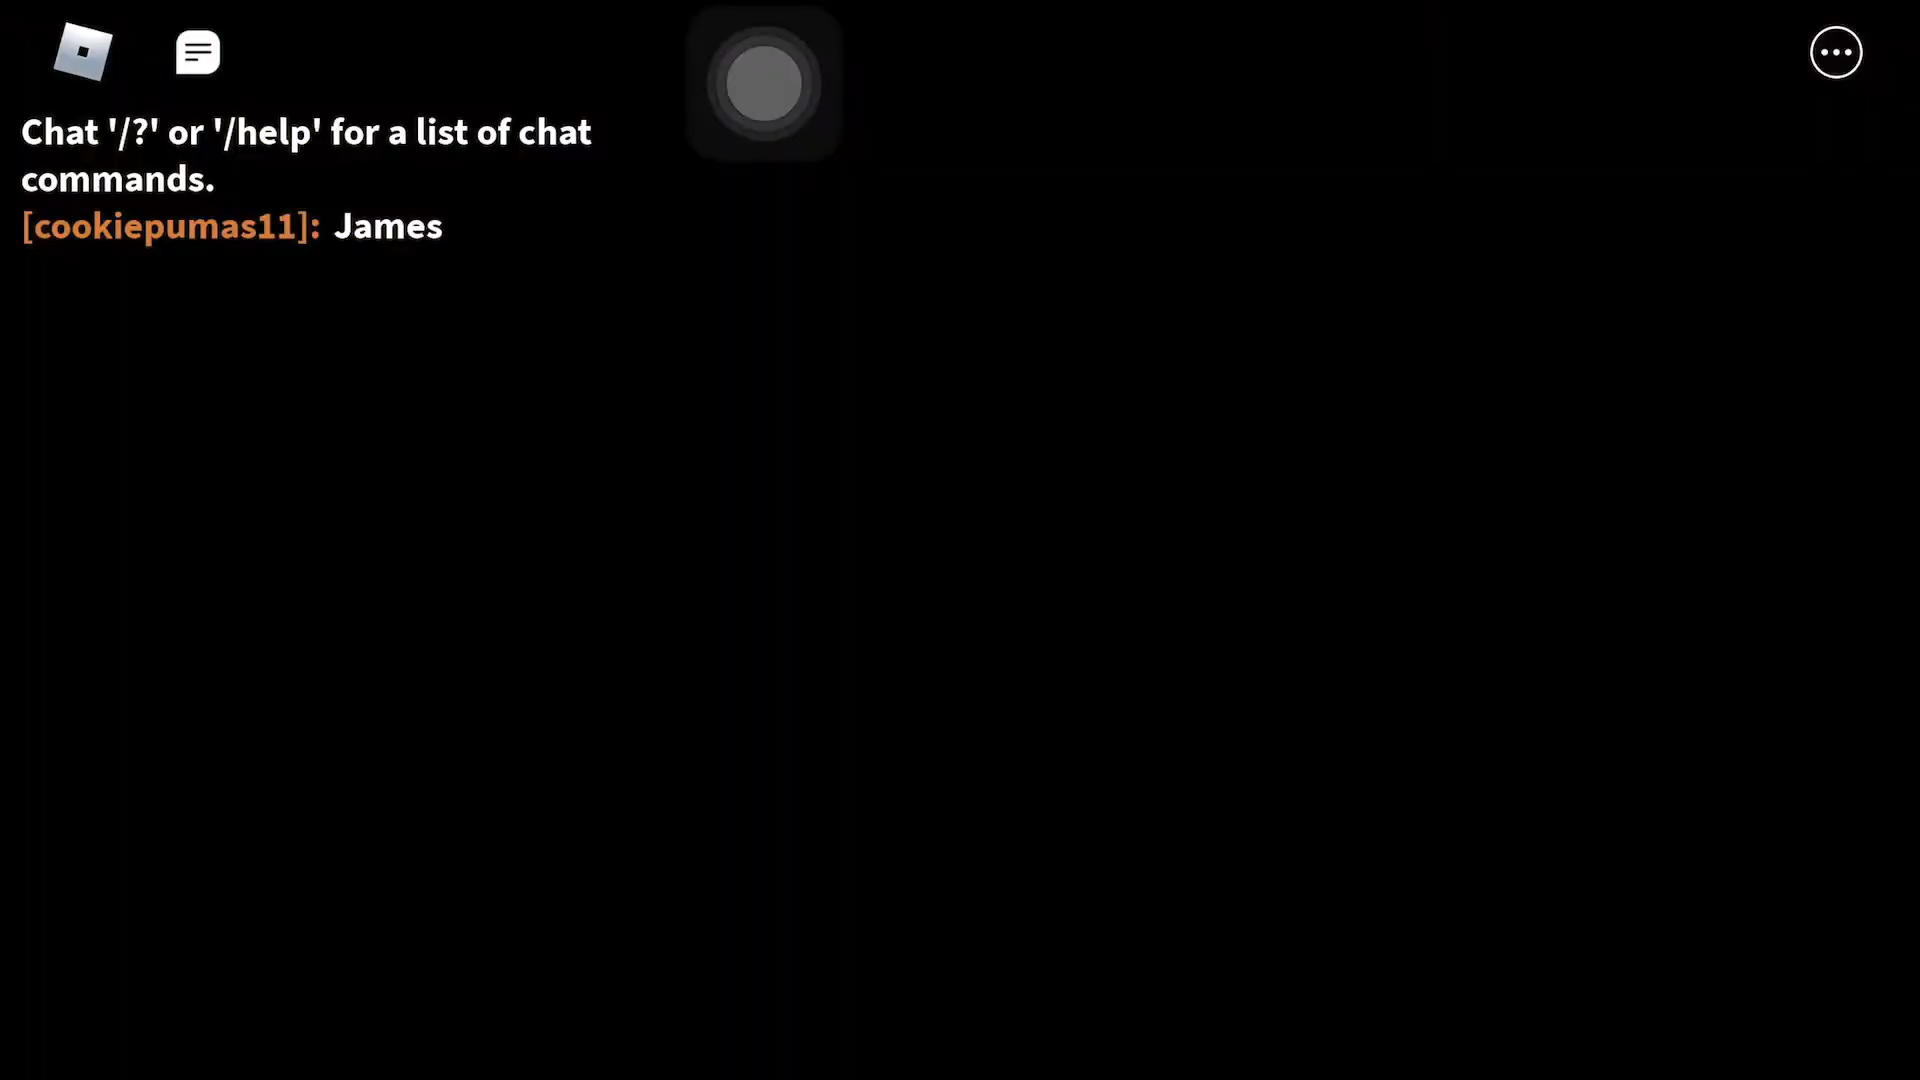 Chat '/?' or '/help' for a list of chat
commands.
[cookiepumas11]: James